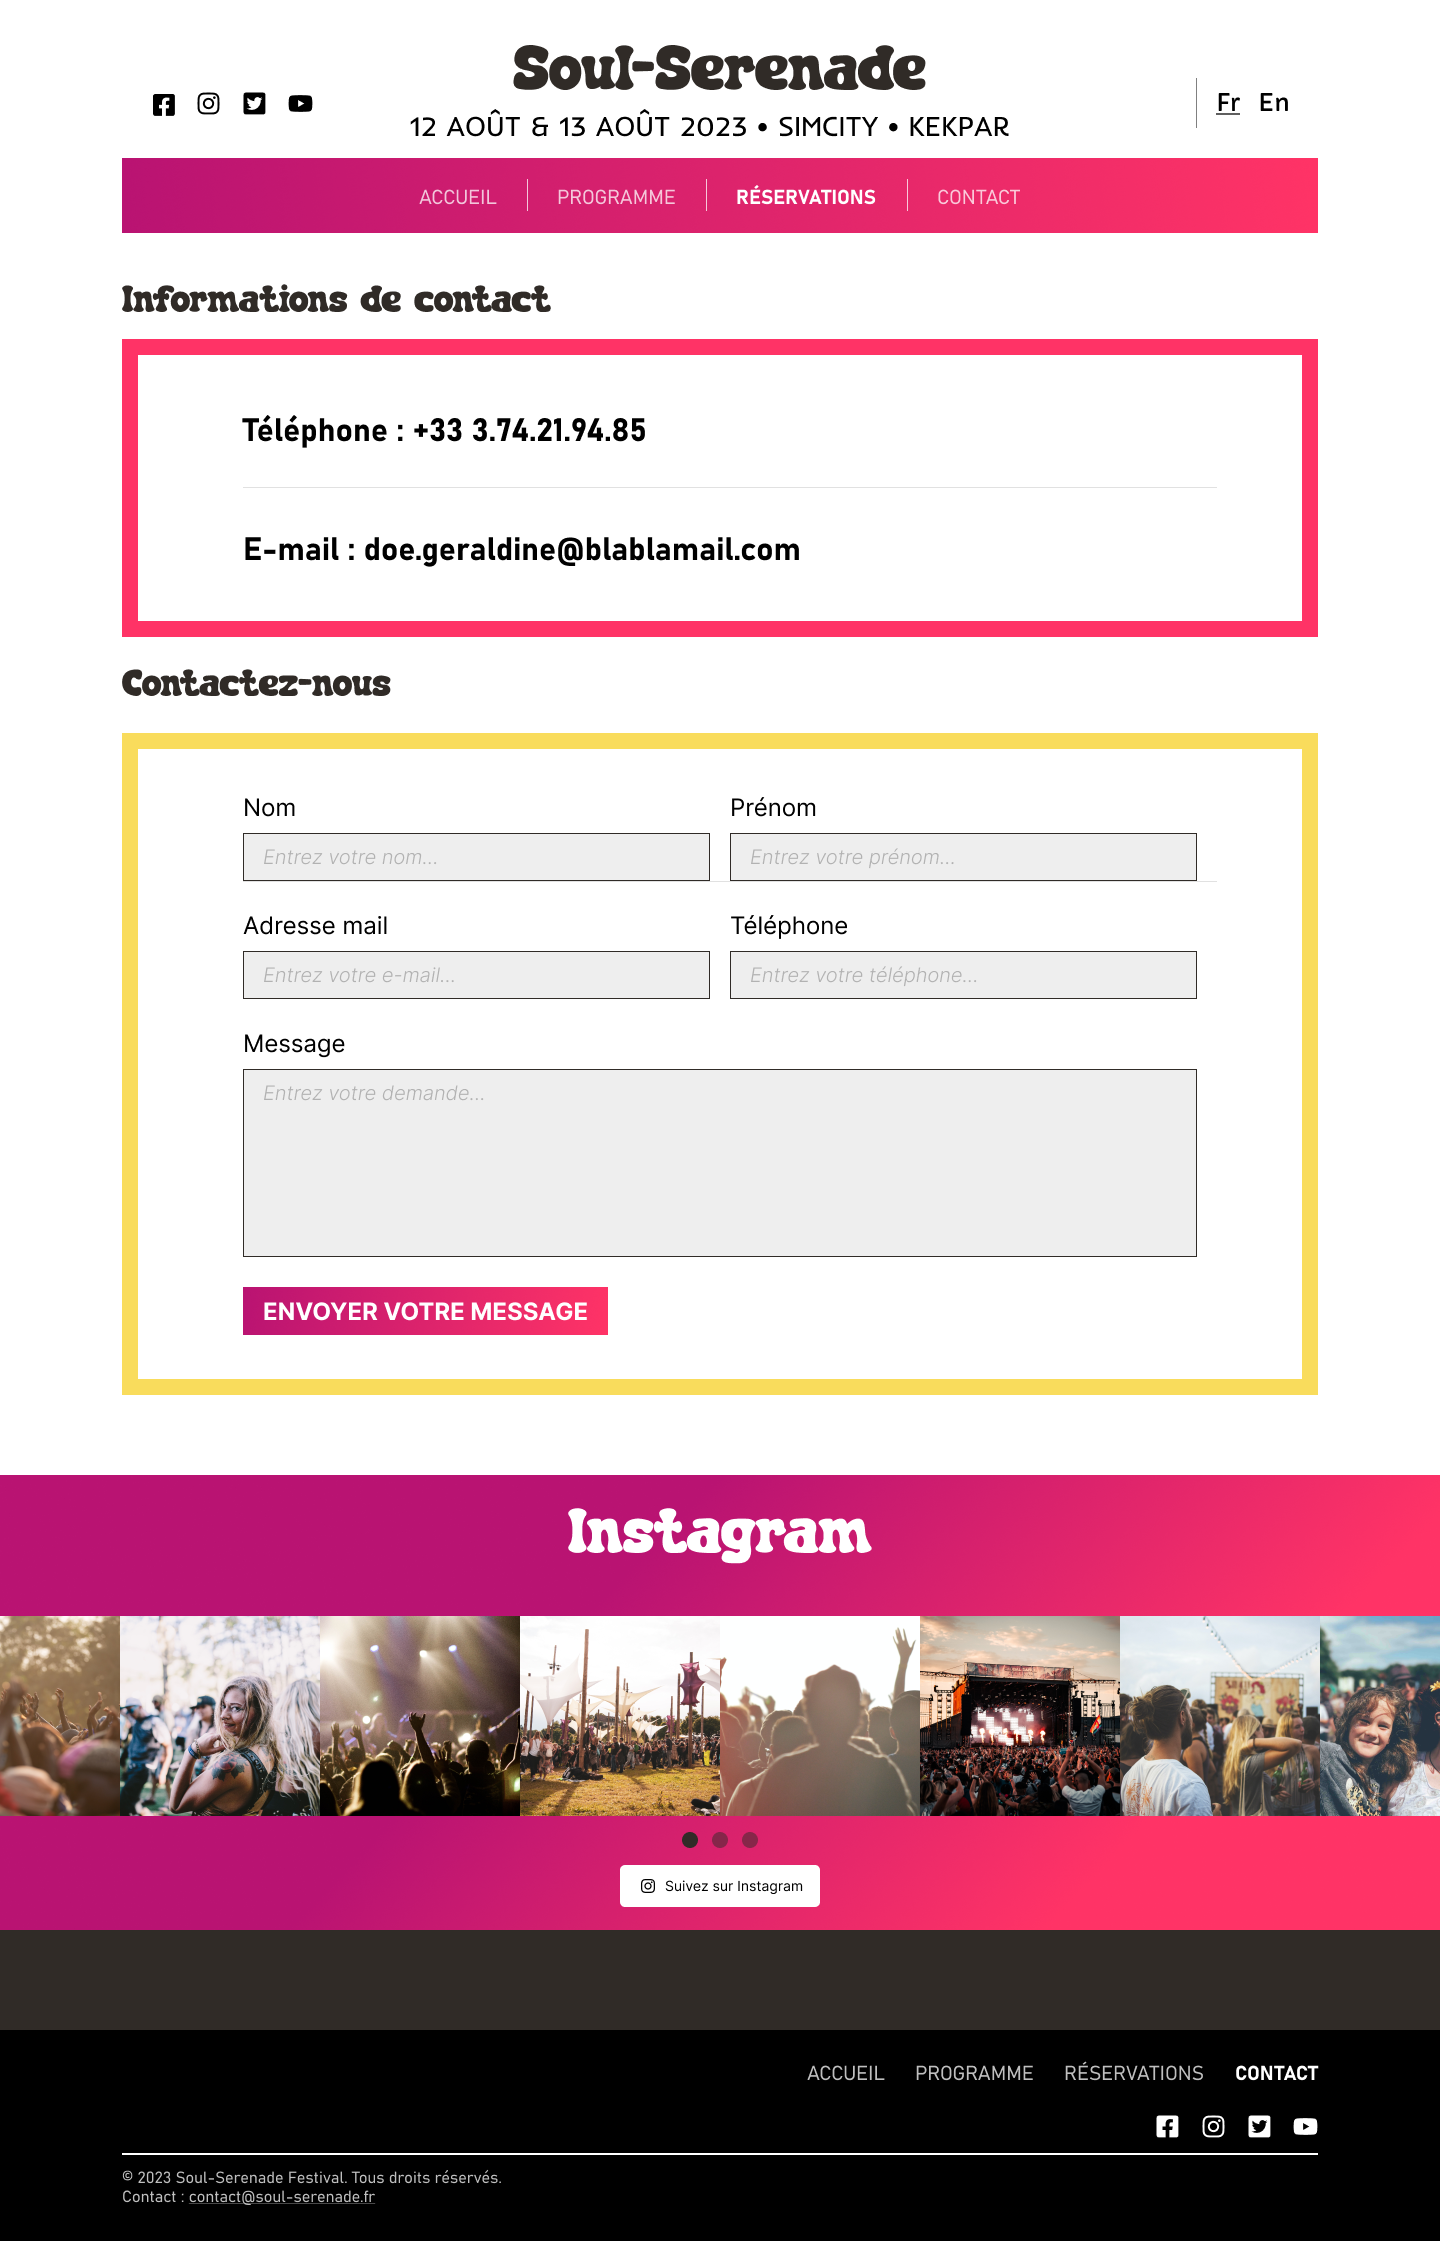 Soul-Serenade
12 AOÛT & 13 AOÛT 2023 • SIMCITY • KEKPAR
Fr En
ACCUEIL PROGRAMME RÉSERVATIONS CONTACT
Informations de contact
Téléphone : +33 3.74.21.94.85
E-mail : doe.geraldine@blablamail.com
Contactez-nous
Nom Prénom
Entrez votre nom... Entrez votre prénom...
Adresse mail Téléphone
Entrez votre e-mail... Entrez votre téléphone...
Message
Entrez votre demande...
ENVOYER VOTRE MESSAGE
Instagram
Suivez sur Instagram
ACCUEIL PROGRAMME RÉSERVATIONS CONTACT
© 2023 Soul-Serenade Festival. Tous droits réservés.
Contact : contact@soul-serenade.fr